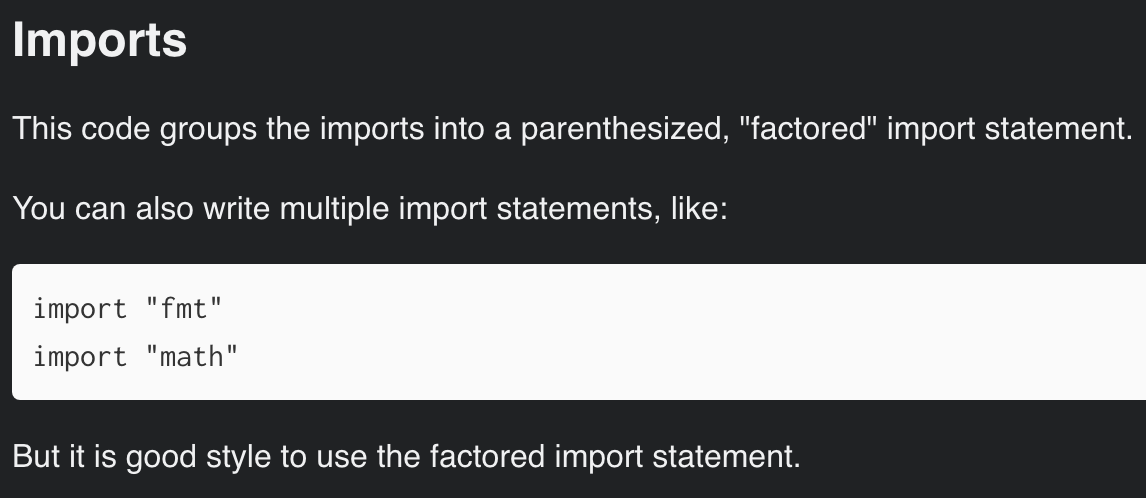 Imports
This code groups the imports into a parenthesized, "factored" import statement.
You can also write multiple import statements, like:
import "fmt"
import "math"
But it is good style to use the factored import statement.